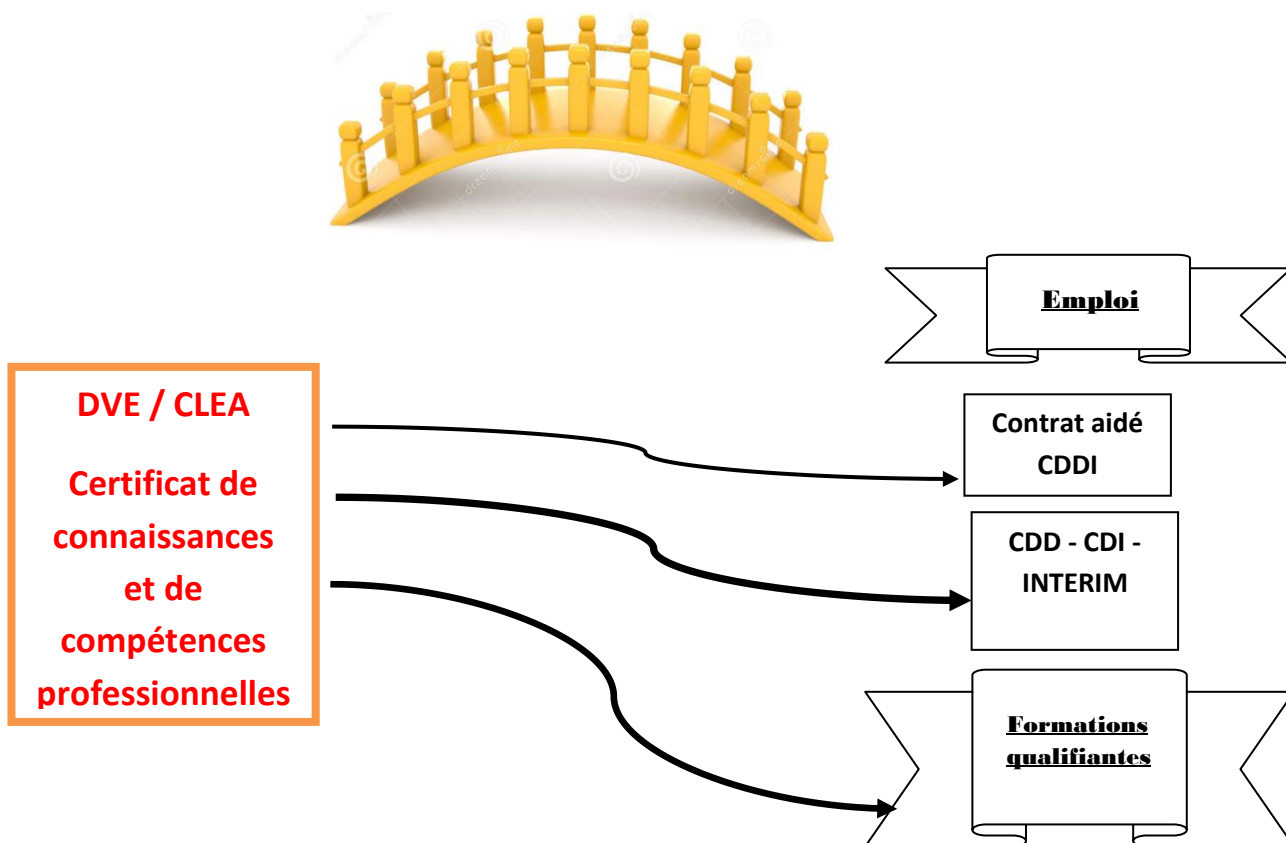 Emploi
DVE / CLEA
Certificat de
connaissances
et de
compétences
professionnelles
Contrat aidé
CDDI
CDD - CDI -
INTERIM
Formations
qualifiantes